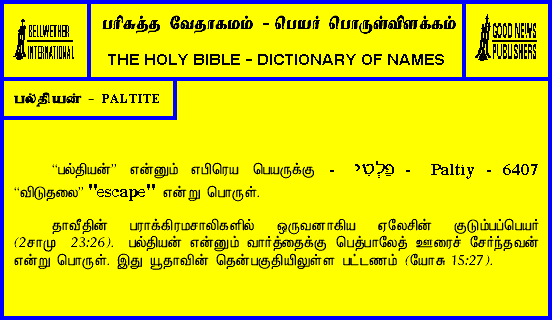 BELLWETHER
INTERNATIONAL
பரிசுத்த வேதாகமம் - பெயர் பொருள்விளக்கம்
THE HOLY BIBLE - DICTIONARY OF NAMES
GOOD NEWS
PUBLISHERS
பல்தியன் - PALTITE
“பல்தியன்” என்னும் எபிரெய பெயருக்கு - פַּלְטִי - Paltiy - 6407
“விடுதலை” "escape" என்று பொருள்.
தாவீதின் பராக்கிரமசாலிகளில் ஒருவனாகிய ஏலேசின் குடும்பப்பெயர்
(2சாமு 23:26). பல்தியன் என்னும் வார்த்தைக்கு பெத்பாலேத் ஊரைச் சேர்ந்தவன்
என்று பொருள். இது யூதாவின் தென்பகுதியிலுள்ள பட்டணம் (யோசு 15:27).